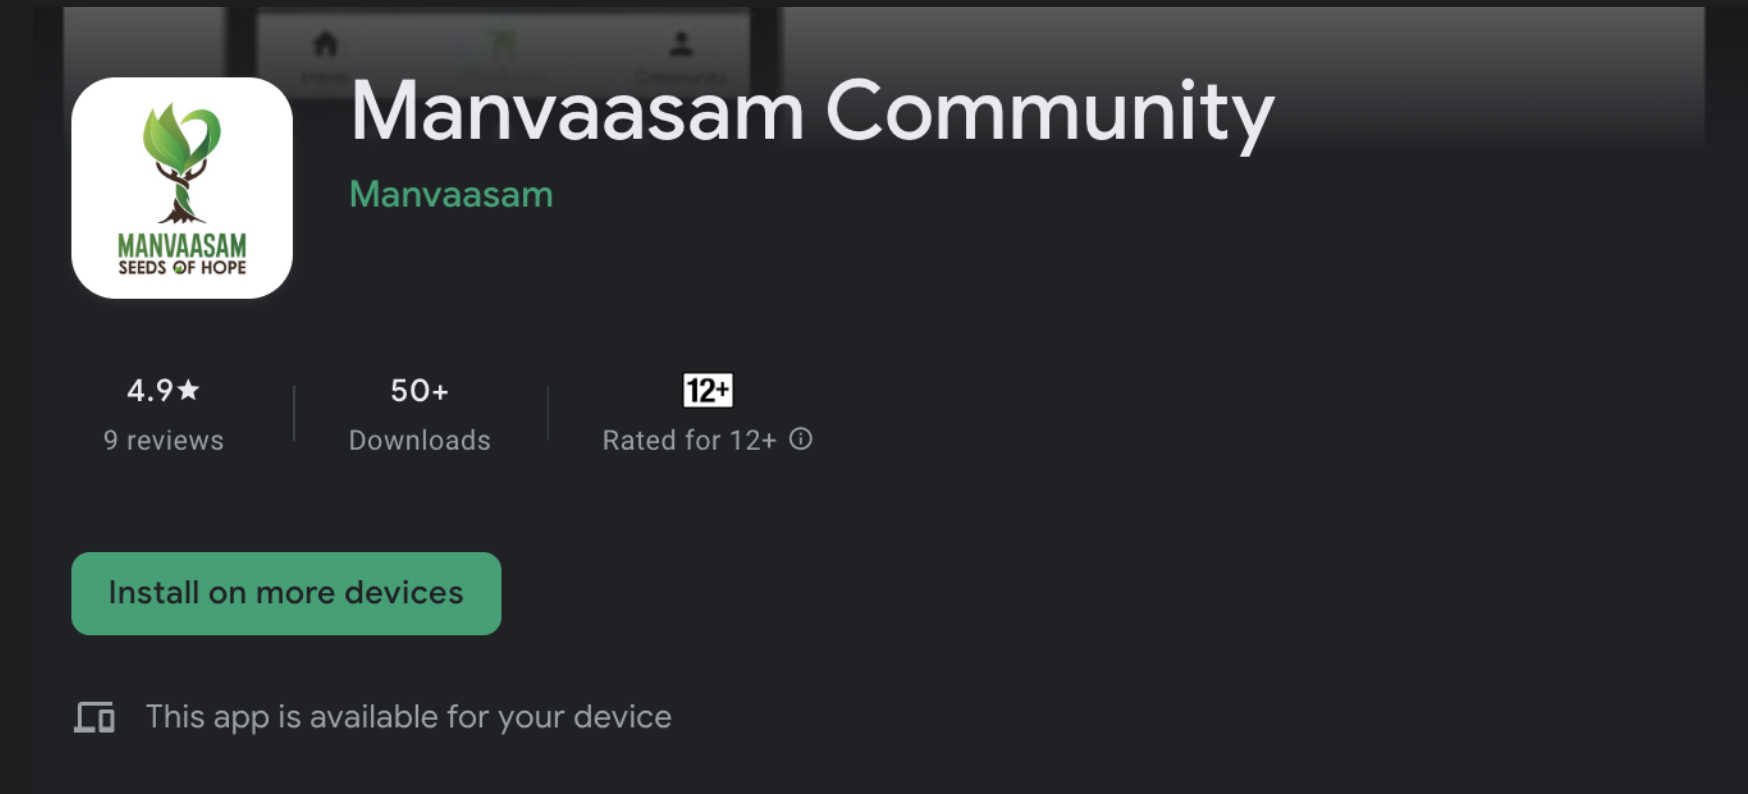 Manvaasam Community
Manvaasam
MANVAASAM
SEEDS OF HOPE
4.9★
9 reviews
50+
Downloads
12+
Rated for 12+
Install on more devices
This app is available for your device